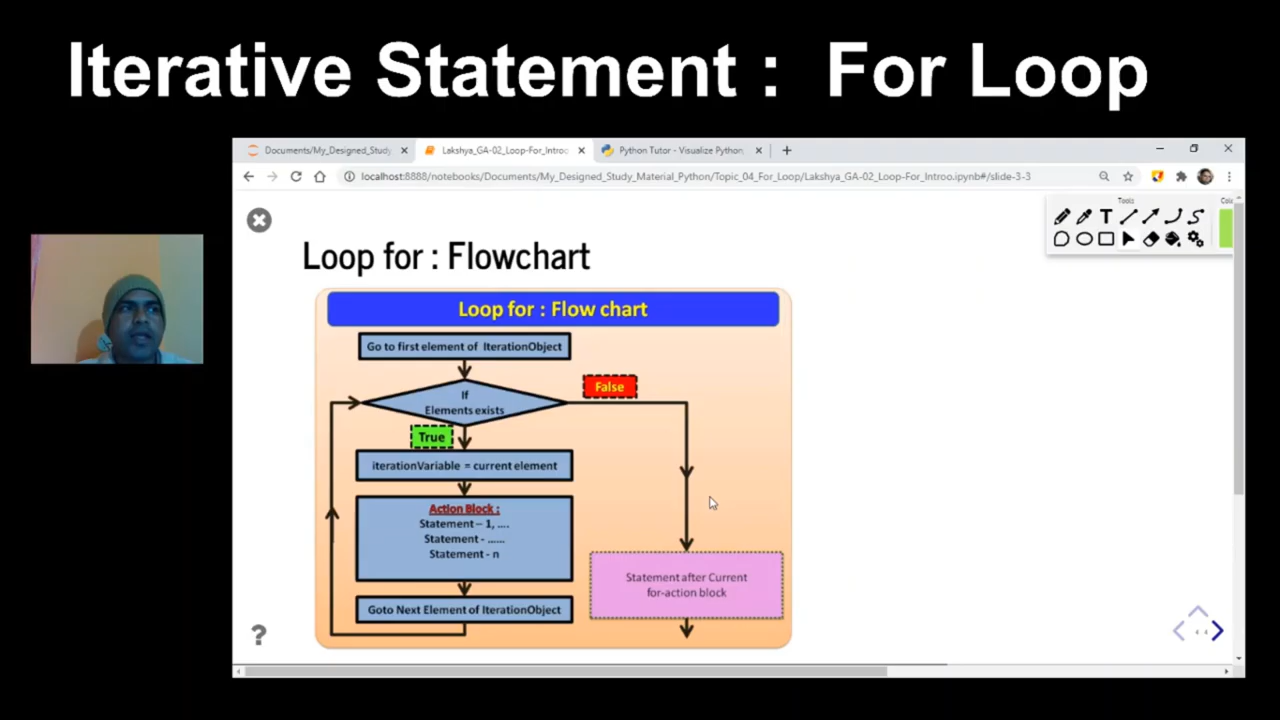 Iterative Statement : For Loop
Documents/My_Designed_Study
Lakshya_GA-02_Loop-For_Introo
Python Tutor - Visualize Python,
localhost:8888/notebooks/Documents/My_Designed_Study_Material_Python/Topic_04_For_Loop/Lakshya_GA-02_Loop-For_Introo.ipynb#/slide-3-3
Tools
Loop for : Flowchart
Loop for : Flow chart
Go to first element of IterationObject
If
Elements exists
False
True
iterationVariable = current element
Action Block :
Statement – 1, ....
Statement - ......
Statement - n
Goto Next Element of IterationObject
Statement after Current
for-action block
?